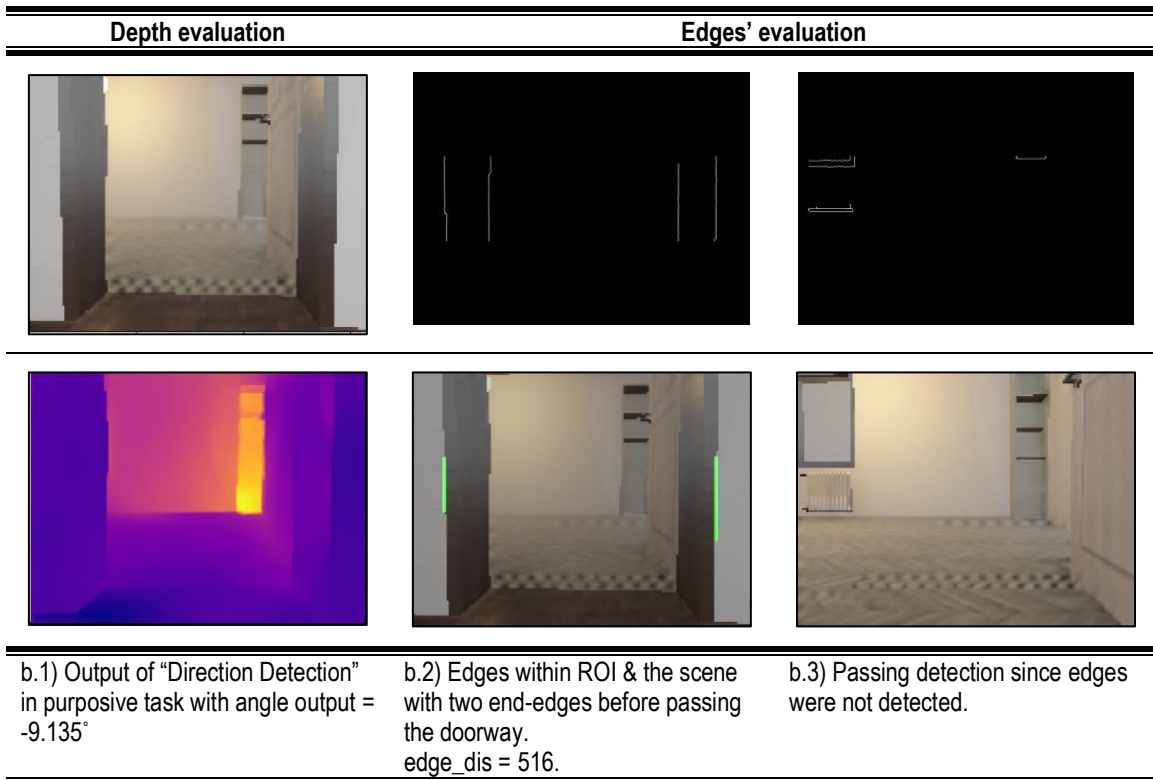 Depth evaluation
Edges' evaluation
b.1) Output of “Direction Detection”
in purposive task with angle output =
-9.135°
b.2) Edges within ROI & the scene
with two end-edges before passing
the doorway.
edge_dis = 516.
b.3) Passing detection since edges
were not detected.